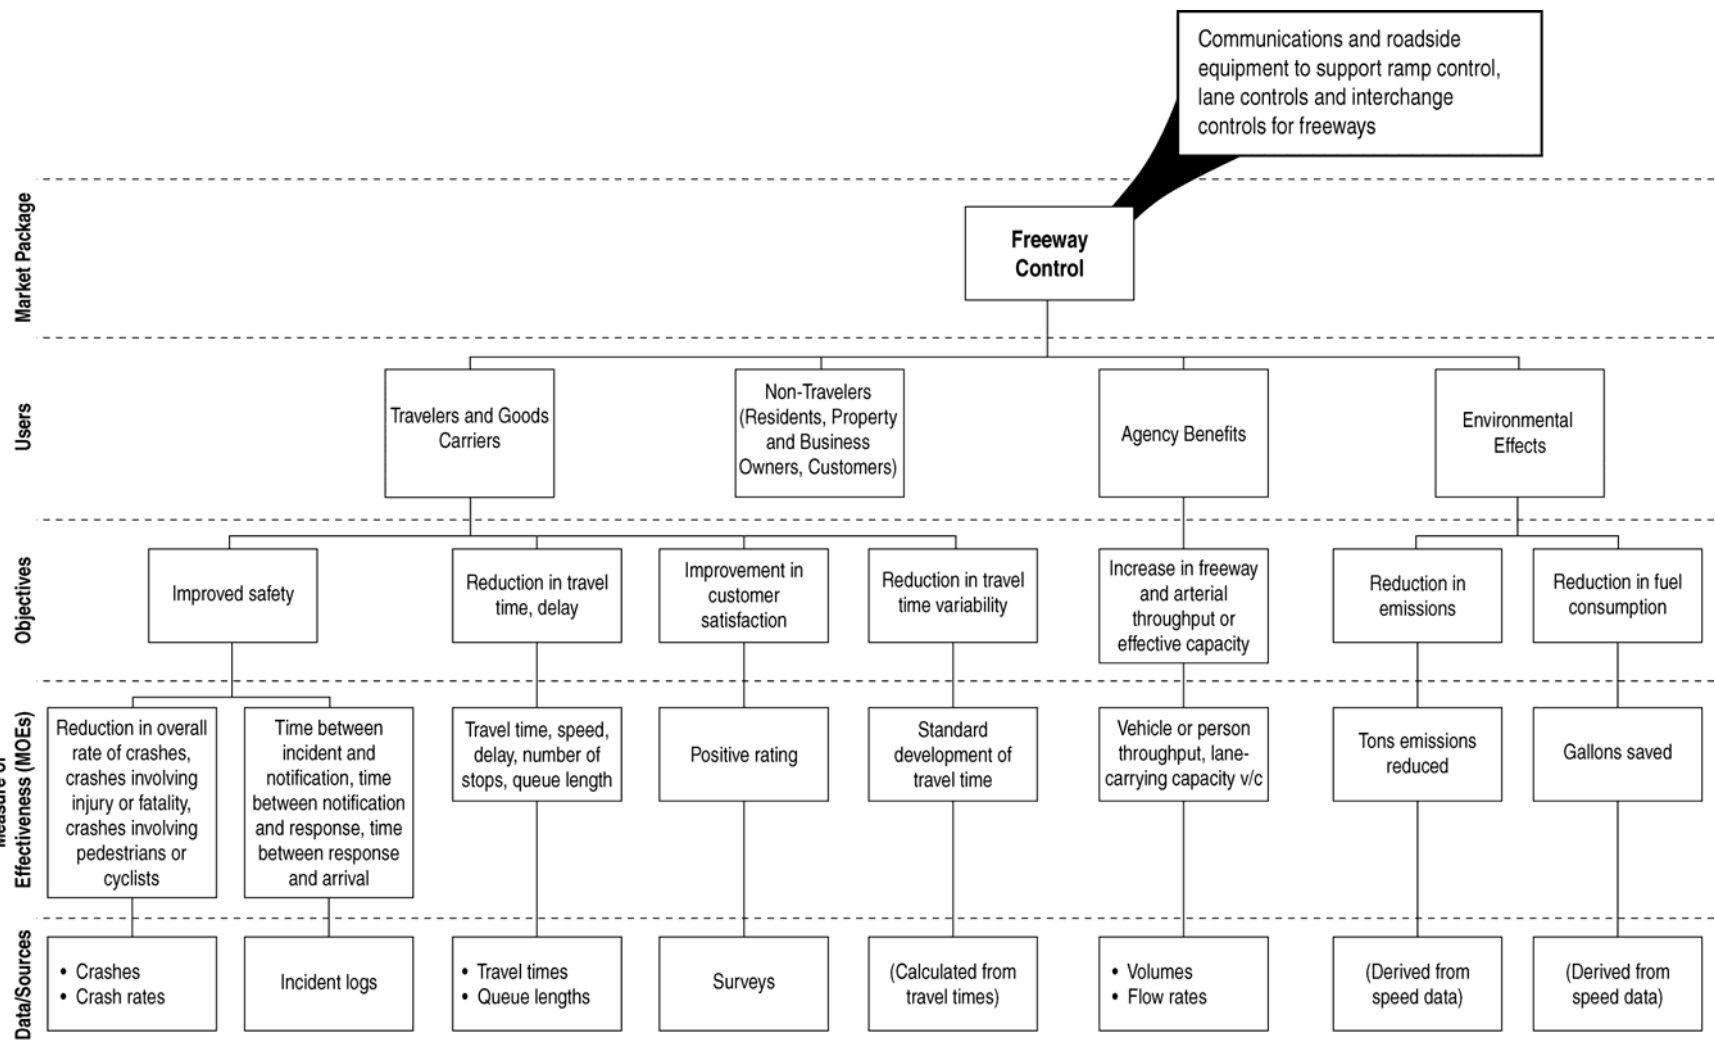 Communications and roadside
equipment to support ramp control,
lane controls and interchange
controls for freeways
Market Package
Freeway
Control
Users
Travelers and Goods
Carriers
Non-Travelers
(Residents, Property
and Business
Owners, Customers)
Agency Benefits
Environmental
Effects
Objectives
Improved safety
Reduction in travel
time, delay
Improvement in
customer
satisfaction
Reduction in travel
time variability
Increase in freeway
and arterial
throughput or
effective capacity
Reduction in
emissions
Reduction in fuel
consumption
Measure of
Effectiveness (MOEs)
Reduction in overall
rate of crashes,
crashes involving
injury or fatality,
crashes involving
pedestrians or
cyclists
Time between
incident and
notification, time
between notification
and response, time
between response
and arrival
Travel time, speed,
delay, number of
stops, queue length
Positive rating
Standard
development of
travel time
Vehicle or person
throughput, lane-
carrying capacity v/c
Tons emissions
reduced
Gallons saved
Data/Sources
• Crashes
• Crash rates
Incident logs
• Travel times
• Queue lengths
Surveys
(Calculated from
travel times)
• Volumes
• Flow rates
(Derived from
speed data)
(Derived from
speed data)